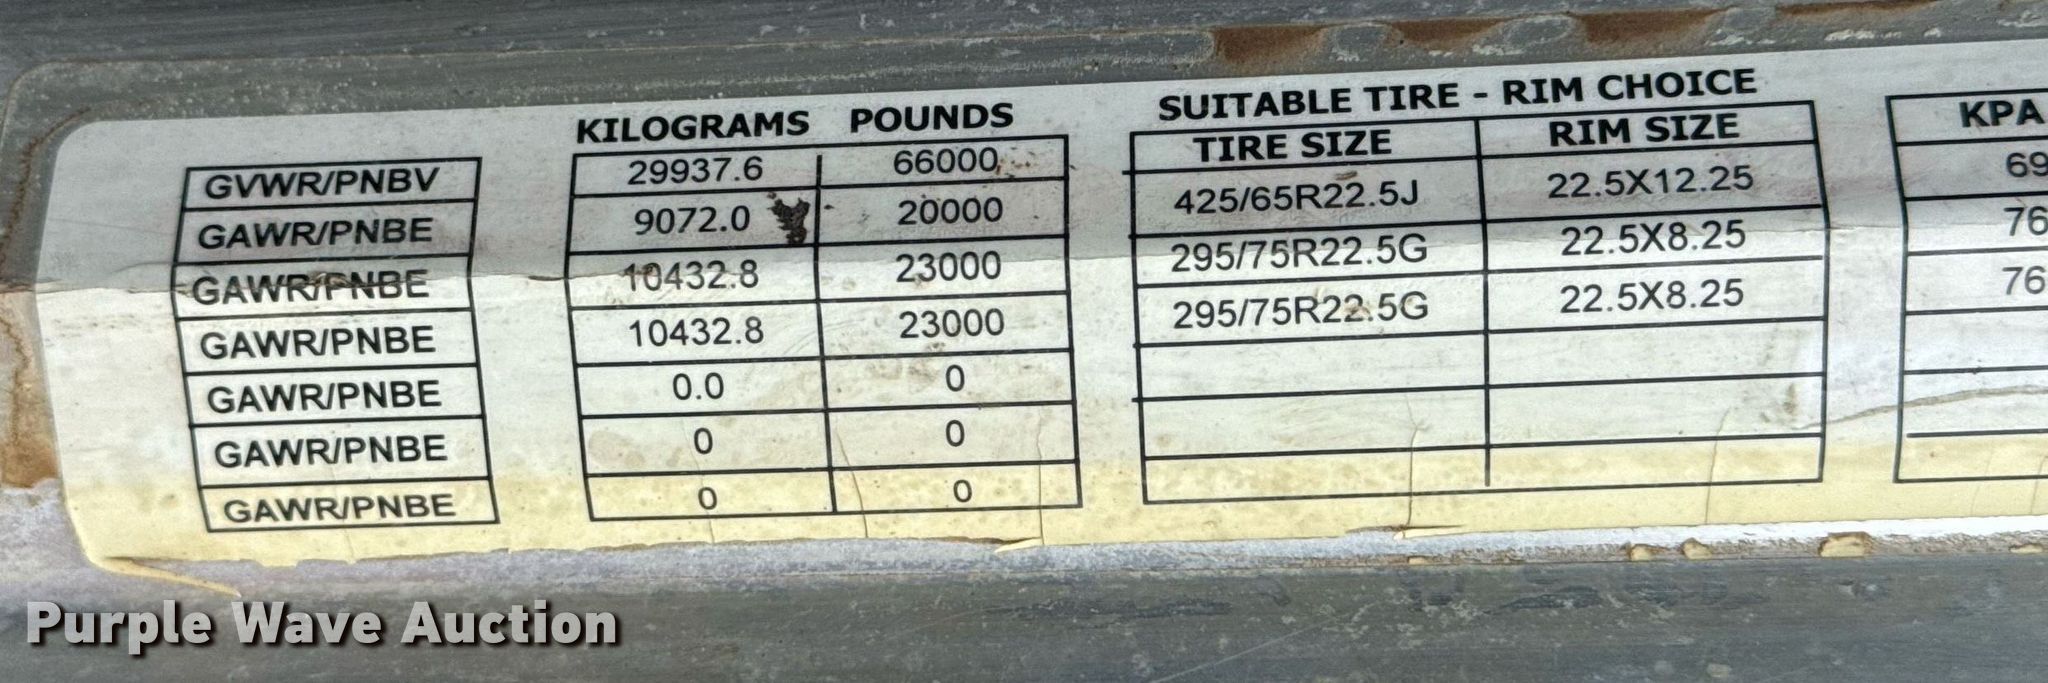 KILOGRAMS POUNDS SUITABLE TIRE - RIM CHOICE
TIRE SIZE RIM SIZE KPA
GVWR/PNBV 29937.6 66000 425/65R22.5J 22.5X12.25 69
GAWR/PNBE 9072.0 20000 295/75R22.5G 22.5X8.25 76
GAWR/PNBE 10432.8 23000 295/75R22.5G 22.5X8.25 76
GAWR/PNBE 10432.8 23000
GAWR/PNBE 0.0 0
GAWR/PNBE 0 0
GAWR/PNBE 0 0
Purple Wave Auction